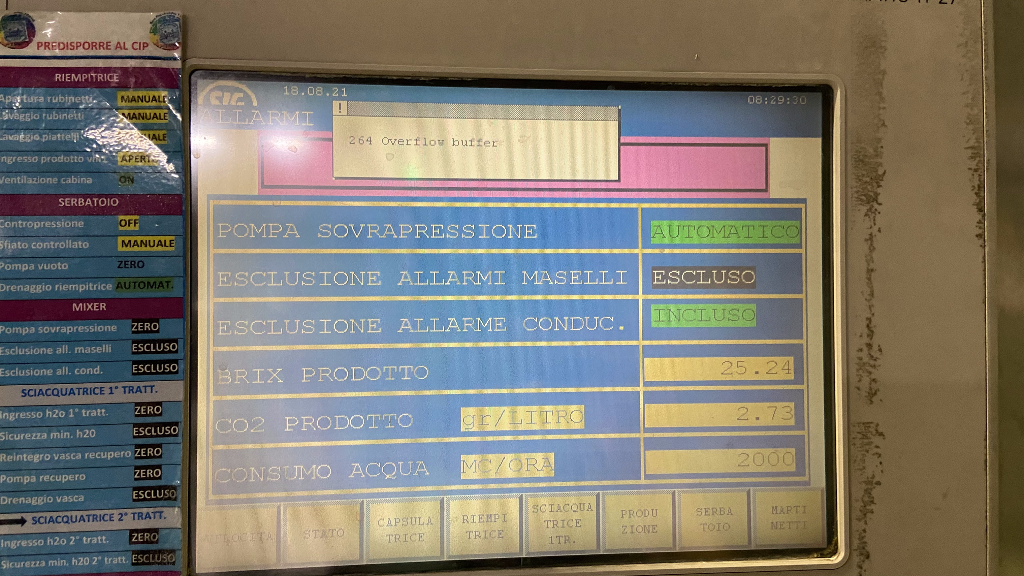 PREDISPORRE AL CIP
RIEMPITRICE
Apertura rubinetti MANUALE
Lavaggio rubinetti MANUALE
Lavaggio piattelli
Ingresso prodotto
Ventilazione cabina ON
SERBATOIO
Contropressione OFF
Sfiato controllato MANUALE
Pompa vuoto ZERO
Drenaggio riempitrice AUTOMAT.
MIXER
Pompa sovrapressione ZERO
Esclusione all. maselli ESCLUSO
Esclusione all. cond. ESCLUSO
SCIACQUATRICE 1° TRATT.
Ingresso h2o 1° tratt. ZERO
Sicurezza min. h20 ESCLUSO
Reintegro vasca recupero ZERO
Pompa recupero ZERO
Drenaggio vasca ESCLUSO
SCIACQUATRICE 2° TRATT.
Ingresso h2o 2° tratt. ZERO
Sicurezza min. h20 2° tratt. ESCLUSO
18.08.21
08:29:30
ALLARMI
!
264 Overflow buffer
POMPA SOVRAPRESSIONE AUTOMATICO
ESCLUSIONE ALLARMI MASELLI ESCLUSO
ESCLUSIONE ALLARME CONDUC. INCLUSO
BRIX PRODOTTO 25.24
CO2 PRODOTTO gr/LITRO 2.73
CONSUMO ACQUA MC/ORA 2000
VELOCITA
STATO
CAPSULA
TRICE
RIEMPI
TRICE
SCIACQUA
TRICE
1TR.
PRODU
ZIONE
SERBA
TOIO
MARTI
NETTI